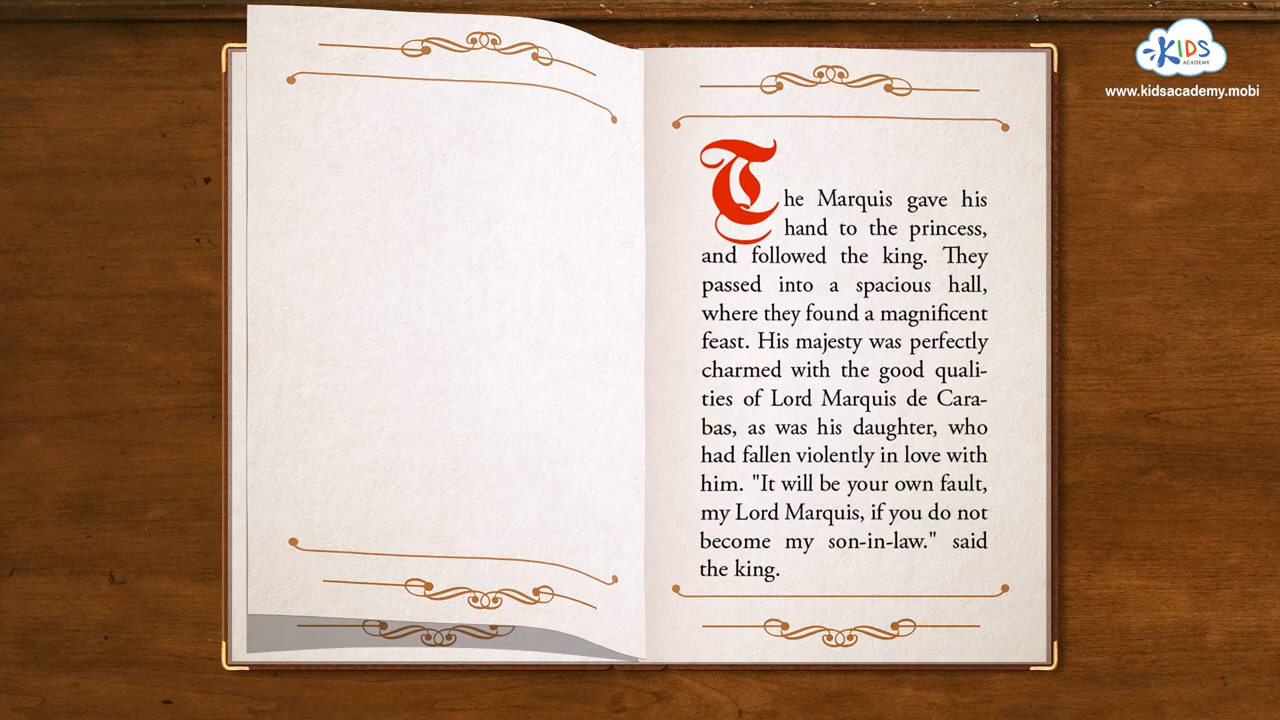 KIDS
ACADEMY
www.kidsacademy.mobi
The Marquis gave his
hand to the princess,
and followed the king. They
passed into a spacious hall,
where they found a magnificent
feast. His majesty was perfectly
charmed with the good quali-
ties of Lord Marquis de Cara-
bas, as was his daughter, who
had fallen violently in love with
him. "It will be your own fault,
my Lord Marquis, if you do not
become my son-in-law." said
the king.